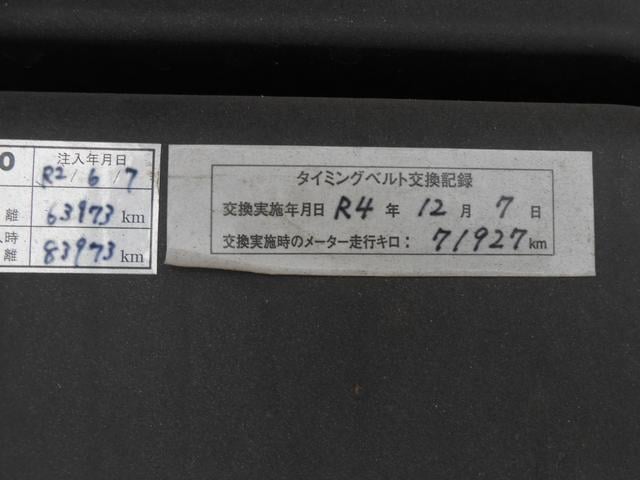 0
注入年月日
R2/6/7
離 63973 km
時
離 83973 km
タイミングベルト交換記録
交換実施年月日 R4 年 12 月 7 日
交換実施時のメーター走行キロ： 71927 km